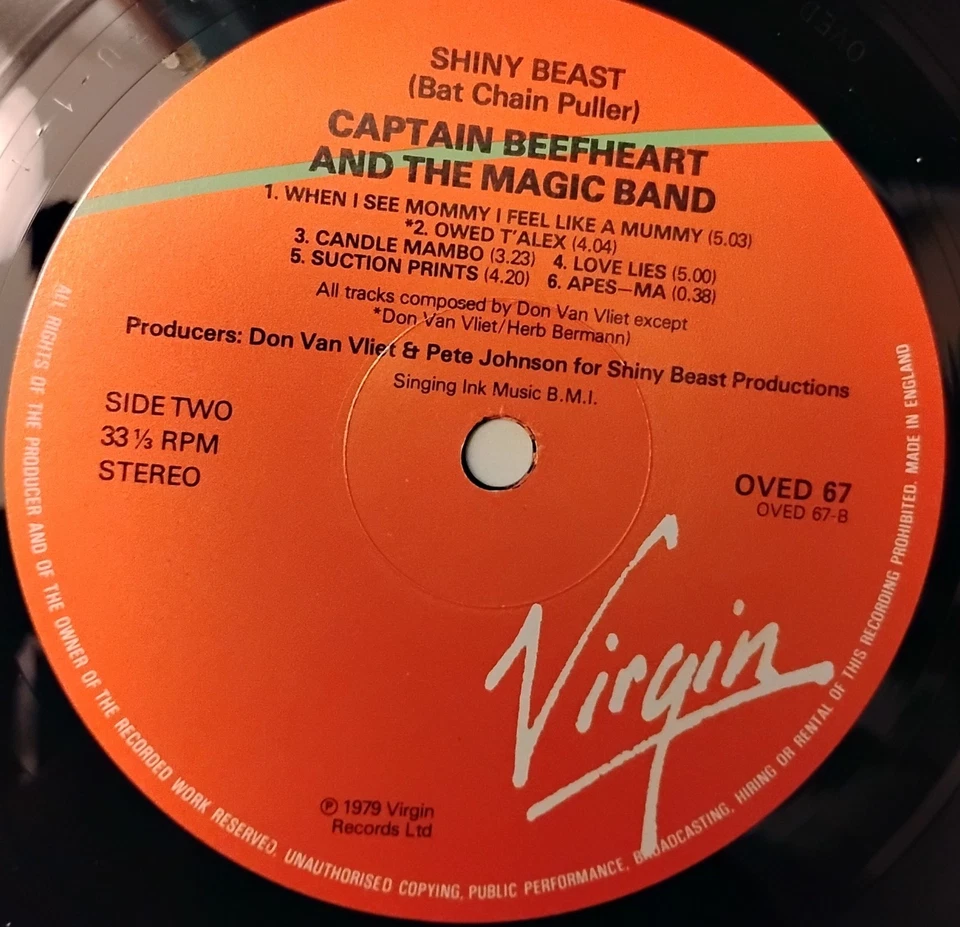 SHINY BEAST
(Bat Chain Puller)
CAPTAIN BEEFHEART
AND THE MAGIC BAND
1. WHEN I SEE MOMMY I FEEL LIKE A MUMMY (5.03)
*2. OWED T'ALEX (4.04)
3. CANDLE MAMBO (3.23) 4. LOVE LIES (5.00)
5. SUCTION PRINTS (4.20) 6. APES—MA (0.38)
All tracks composed by Don Van Vliet except
*Don Van Vliet/Herb Bermann)
Producers: Don Van Vliet & Pete Johnson for Shiny Beast Productions
Singing Ink Music B.M.I.
SIDE TWO
33⅓ RPM
STEREO
OVED 67
OVED 67-B
Virgin
℗ 1979 Virgin
Records Ltd
ALL RIGHTS OF THE PRODUCER AND OF THE OWNER OF THE RECORDED WORK RESERVED. UNAUTHORISED COPYING, PUBLIC PERFORMANCE, BROADCASTING, HIRING OR RENTAL OF THIS RECORDING PROHIBITED. MADE IN ENGLAND
OVED